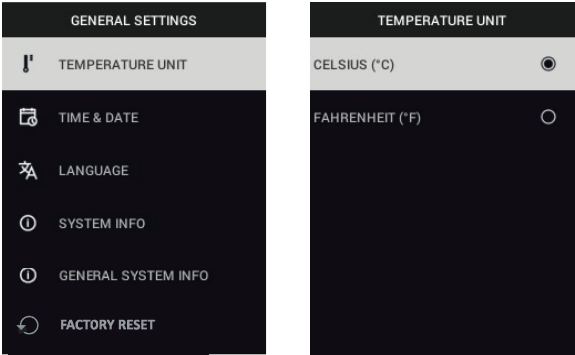 GENERAL SETTINGS
TEMPERATURE UNIT
TIME & DATE
LANGUAGE
SYSTEM INFO
GENERAL SYSTEM INFO
FACTORY RESET
TEMPERATURE UNIT
CELSIUS (°C)
FAHRENHEIT (°F)